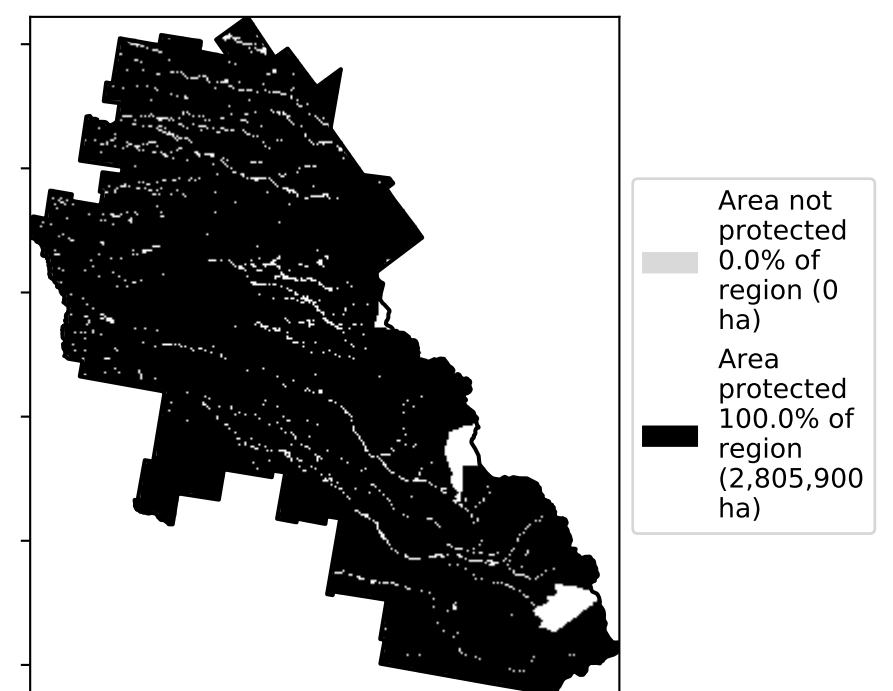 Area not
protected
0.0% of
region (0
ha)
Area
protected
100.0% of
region
(2,805,900
ha)